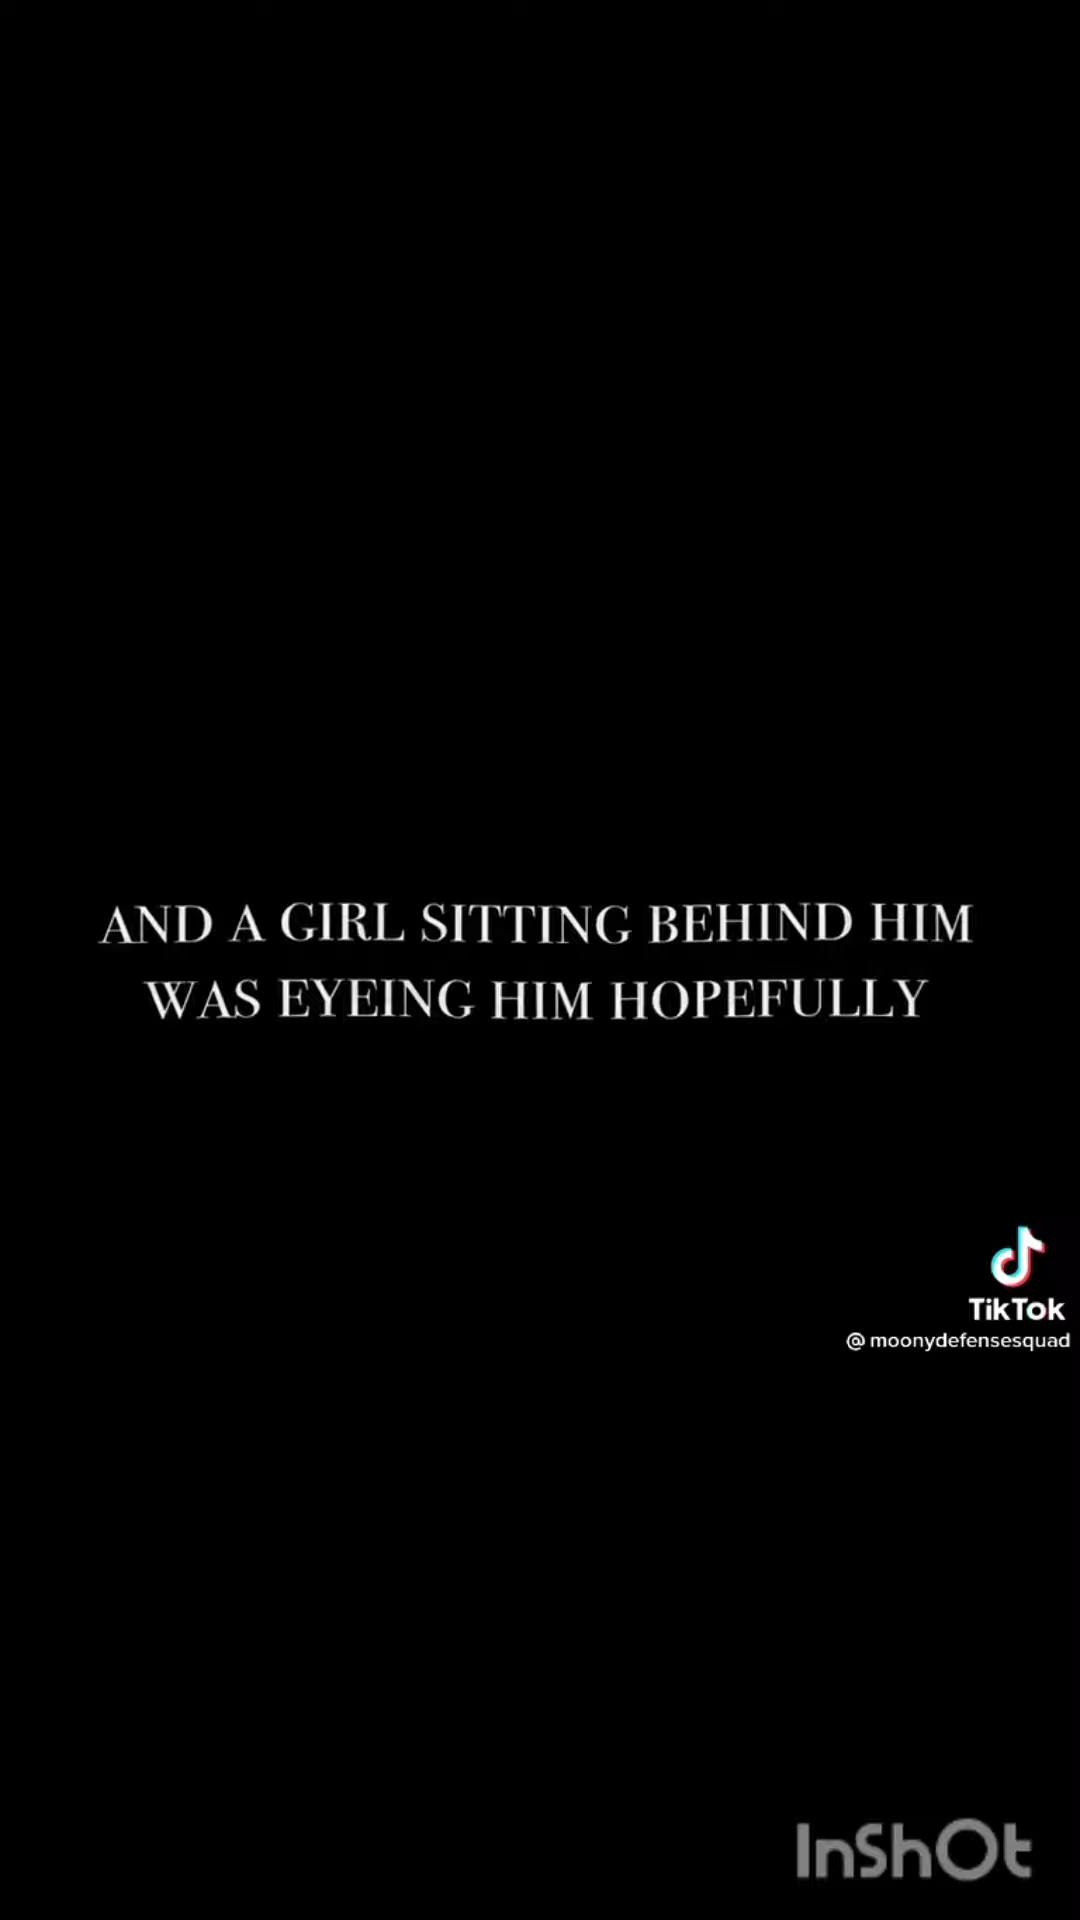 AND A GIRL SITTING BEHIND HIM
WAS EYEING HIM HOPEFULLY
TikTok
@moonydefensesquad
InShOt